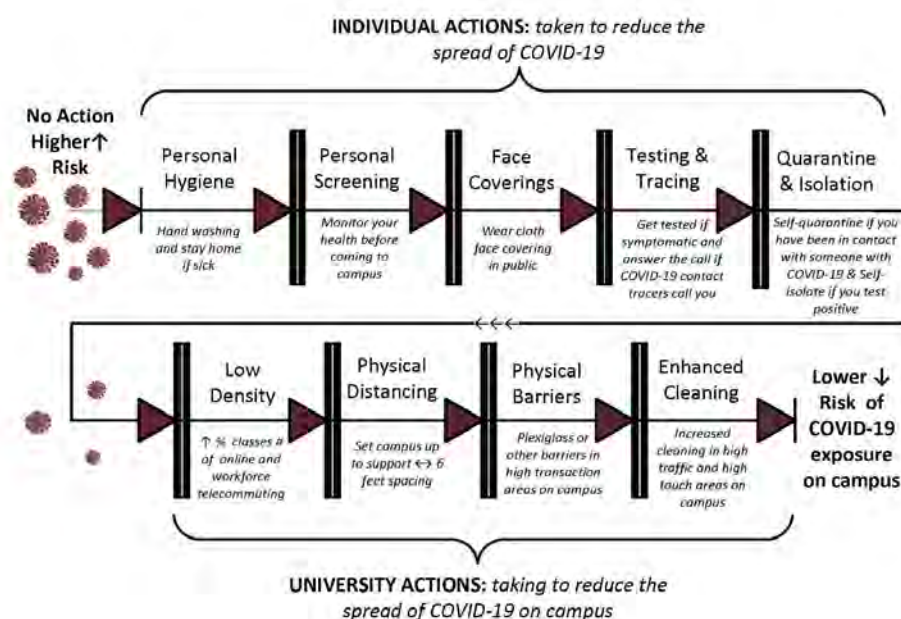 INDIVIDUAL ACTIONS: taken to reduce the
spread of COVID-19
No Action
Higher↑
Risk
Personal
Hygiene
Hand washing
and stay home
if sick
Personal
Screening
Monitor your
health before
coming to
campus
Face
Coverings
Wear cloth
face covering
in public
Testing &
Tracing
Get tested if
symptomatic and
answer the call if
COVID-19 contact
tracers call you
Quarantine
& Isolation
Self-quarantine if you
have been in contact
with someone with
COVID-19 & Self-
isolate if you test
positive
Low
Density
↑ % classes #
of online and
workforce
telecommuting
Physical
Distancing
Set campus up
to support ↔ 6
feet spacing
Physical
Barriers
Plexiglass or
other barriers in
high transaction
areas on campus
Enhanced
Cleaning
Increased
cleaning in high
traffic and high
touch areas on
campus
Lower ↓
Risk of
COVID-19
exposure
on campus
UNIVERSITY ACTIONS: taking to reduce the
spread of COVID-19 on campus